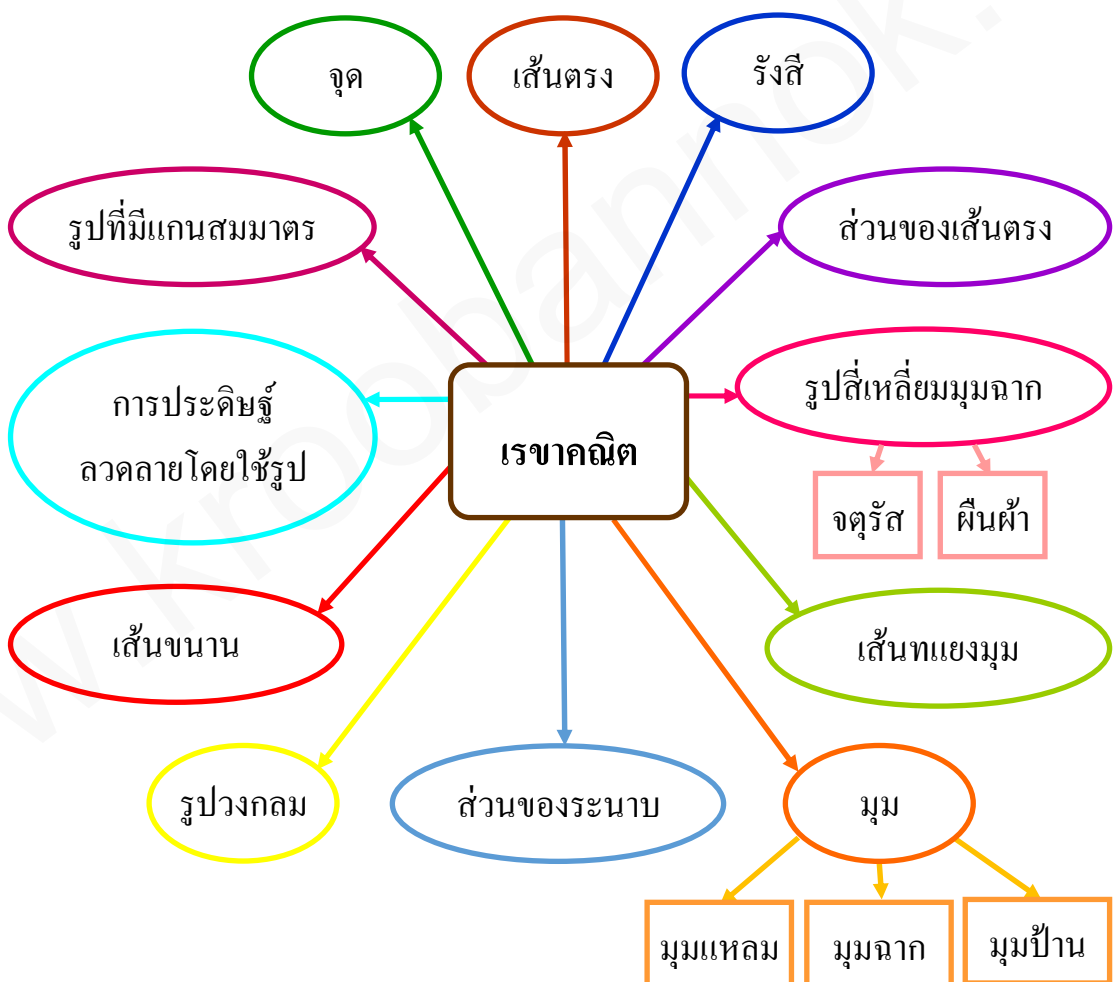 จุด
เส้นตรง
รังสี
รูปที่มีแกนสมมาตร
ส่วนของเส้นตรง
การประดิษฐ์
ลวดลายโดยใช้รูป
เรขาคณิต
รูปสี่เหลี่ยมมุมฉาก
จตุรัส
ผืนผ้า
เส้นขนาน
เส้นทแยงมุม
รูปวงกลม
ส่วนของระนาบ
มุม
มุมแหลม
มุมฉาก
มุมป้าน